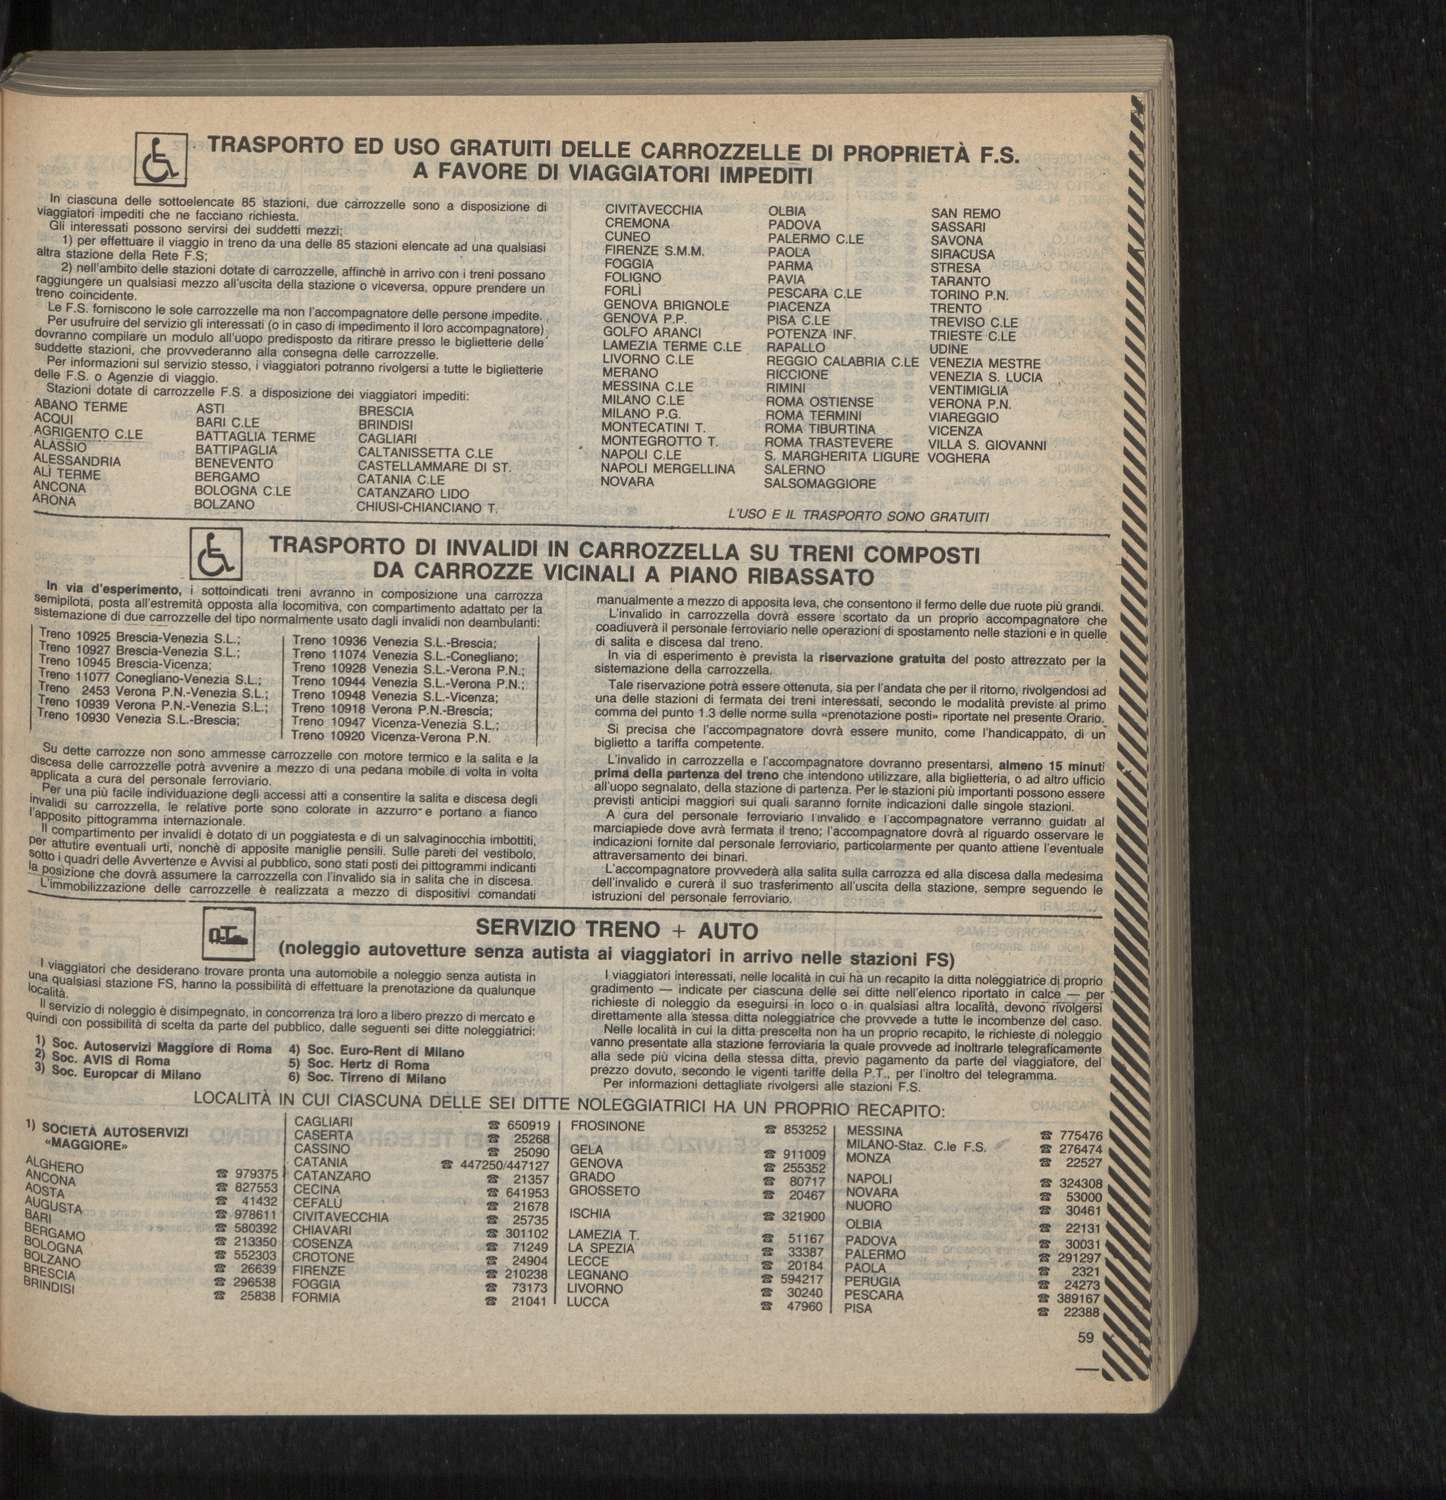 TRASPORTO ED USO GRATUITI DELLE CARROZZELLE DI PROPRIETÀ F.S.
A FAVORE DI VIAGGIATORI IMPEDITI
In ciascuna delle sottoelencate 85 stazioni, due carrozzelle sono a disposizione di
viaggiatori impediti che ne facciano richiesta.
Gli interessati possono servirsi dei suddetti mezzi;
1) per effettuare il viaggio in treno da una delle 85 stazioni elencate ad una qualsiasi
altra stazione della Rete F.S;
2) nell'ambito delle stazioni dotate di carrozzelle, affinchè in arrivo con i treni possano
raggiungere un qualsiasi mezzo all'uscita della stazione o viceversa, oppure prendere un
treno coincidente.
Le F.S. forniscono le sole carrozzelle ma non l'accompagnatore delle persone impedite.
Per usufruire del servizio gli interessati (o in caso di impedimento il loro accompagnatore)
dovranno compilare un modulo all'uopo predisposto da ritirare presso le biglietterie delle
suddette stazioni, che provvederanno alla consegna delle carrozzelle.
Per informazioni sul servizio stesso, i viaggiatori potranno rivolgersi a tutte le biglietterie
delle F.S. o Agenzie di viaggio.
Stazioni dotate di carrozzelle F.S. a disposizione dei viaggiatori impediti:
ABANO TERME
ACQUI
AGRIGENTO C.LE
ALASSIO
ALESSANDRIA
ALÌ TERME
ANCONA
ARONA
ASTI
BARI C.LE
BATTAGLIA TERME
BATTIPAGLIA
BENEVENTO
BERGAMO
BOLOGNA C.LE
BOLZANO
BRESCIA
BRINDISI
CAGLIARI
CALTANISSETTA C.LE
CASTELLAMMARE DI ST.
CATANIA C.LE
CATANZARO LIDO
CHIUSI-CHIANCIANO T.
CIVITAVECCHIA
CREMONA
CUNEO
FIRENZE S.M.M.
FOGGIA
FOLIGNO
FORLÌ
GENOVA BRIGNOLE
GENOVA P.P.
GOLFO ARANCI
LAMEZIA TERME C.LE
LIVORNO C.LE
MERANO
MESSINA C.LE
MILANO C.LE
MILANO P.G.
MONTECATINI T.
MONTEGROTTO T.
NAPOLI C.LE
NAPOLI MERGELLINA
NOVARA
OLBIA
PADOVA
PALERMO C.LE
PAOLA
PARMA
PAVIA
PESCARA C.LE
PIACENZA
PISA C.LE
POTENZA INF.
RAPALLO
REGGIO CALABRIA C.LE
RICCIONE
RIMINI
ROMA OSTIENSE
ROMA TERMINI
ROMA TIBURTINA
ROMA TRASTEVERE
S. MARGHERITA LIGURE
SALERNO
SALSOMAGGIORE
SAN REMO
SASSARI
SAVONA
SIRACUSA
STRESA
TARANTO
TORINO P.N.
TRENTO
TREVISO C.LE
TRIESTE C.LE
UDINE
VENEZIA MESTRE
VENEZIA S. LUCIA
VENTIMIGLIA
VERONA P.N.
VIAREGGIO
VICENZA
VILLA S. GIOVANNI
VOGHERA
L'USO E IL TRASPORTO SONO GRATUITI
TRASPORTO DI INVALIDI IN CARROZZELLA SU TRENI COMPOSTI
DA CARROZZE VICINALI A PIANO RIBASSATO
In via d'esperimento, i sottoindicati treni avranno in composizione una carrozza
semipilota, posta all'estremità opposta alla locomitiva, con compartimento adattato per la
sistemazione di due carrozzelle del tipo normalmente usato dagli invalidi non deambulanti:
Treno 10925 Brescia-Venezia S.L.;
Treno 10927 Brescia-Venezia S.L.;
Treno 10945 Brescia-Vicenza;
Treno 11077 Conegliano-Venezia S.L.;
Treno 2453 Verona P.N.-Venezia S.L.;
Treno 10939 Verona P.N.-Venezia S.L.;
Treno 10930 Venezia S.L.-Brescia;
Treno 10936 Venezia S.L.-Brescia;
Treno 11074 Venezia S.L.-Conegliano;
Treno 10928 Venezia S.L.-Verona P.N.;
Treno 10944 Venezia S.L.-Verona P.N.;
Treno 10948 Venezia S.L.-Vicenza;
Treno 10918 Verona P.N.-Brescia;
Treno 10947 Vicenza-Venezia S.L.;
Treno 10920 Vicenza-Verona P.N.
Su dette carrozze non sono ammesse carrozzelle con motore termico e la salita e la
discesa delle carrozzelle potrà avvenire a mezzo di una pedana mobile di volta in volta
applicata a cura del personale ferroviario.
Per una più facile individuazione degli accessi atti a consentire la salita e discesa degli
invalidi su carrozzella, le relative porte sono colorate in azzurro e portano a fianco
l'apposito pittogramma internazionale.
Il compartimento per invalidi è dotato di un poggiatesta e di un salvaginocchia imbottiti,
per attutire eventuali urti, nonchè di apposite maniglie pensili. Sulle pareti del vestibolo,
sotto i quadri delle Avvertenze e Avvisi al pubblico, sono stati posti dei pittogrammi indicanti
la posizione che dovrà assumere la carrozzella con l'invalido sia in salita che in discesa.
L'immobilizzazione delle carrozzelle è realizzata a mezzo di dispositivi comandati
manualmente a mezzo di apposita leva, che consentono il fermo delle due ruote più grandi.
L'invalido in carrozzella dovrà essere scortato da un proprio accompagnatore che
coadiuverà il personale ferroviario nelle operazioni di spostamento nelle stazioni e in quelle
di salita e discesa dal treno.
In via di esperimento è prevista la riservazione gratuita del posto attrezzato per la
sistemazione della carrozzella.
Tale riservazione potrà essere ottenuta, sia per l'andata che per il ritorno, rivolgendosi ad
una delle stazioni di fermata dei treni interessati, secondo le modalità previste al primo
comma del punto 1.3 delle norme sulla «prenotazione posti» riportate nel presente Orario.
Si precisa che l'accompagnatore dovrà essere munito, come l'handicappato, di un
biglietto a tariffa competente.
L'invalido in carrozzella e l'accompagnatore dovranno presentarsi, almeno 15 minuti
prima della partenza del treno che intendono utilizzare, alla biglietteria, o ad altro ufficio
all'uopo segnalato, della stazione di partenza. Per le stazioni più importanti possono essere
previsti anticipi maggiori sui quali saranno fornite indicazioni dalle singole stazioni.
A cura del personale ferroviario l'invalido e l'accompagnatore verranno guidati al
marciapiede dove avrà fermata il treno; l'accompagnatore dovrà al riguardo osservare le
indicazioni fornite dal personale ferroviario, particolarmente per quanto attiene l'eventuale
attraversamento dei binari.
L'accompagnatore provvederà alla salita sulla carrozza ed alla discesa dalla medesima
dell'invalido e curerà il suo trasferimento all'uscita della stazione, sempre seguendo le
istruzioni del personale ferroviario.
SERVIZIO TRENO + AUTO
(noleggio autovetture senza autista ai viaggiatori in arrivo nelle stazioni FS)
I viaggiatori che desiderano trovare pronta una automobile a noleggio senza autista in
una qualsiasi stazione FS, hanno la possibilità di effettuare la prenotazione da qualunque
località.
Il servizio di noleggio è disimpegnato, in concorrenza tra loro a libero prezzo di mercato e
quindi con possibilità di scelta da parte del pubblico, dalle seguenti sei ditte noleggiatrici:
1) Soc. Autoservizi Maggiore di Roma
2) Soc. AVIS di Roma
3) Soc. Europcar di Milano
4) Soc. Euro-Rent di Milano
5) Soc. Hertz di Roma
6) Soc. Tirreno di Milano
I viaggiatori interessati, nelle località in cui ha un recapito la ditta noleggiatrice di proprio
gradimento — indicate per ciascuna delle sei ditte nell'elenco riportato in calce — per
richieste di noleggio da eseguirsi in loco o in qualsiasi altra località, devono rivolgersi
direttamente alla stessa ditta noleggiatrice che provvede a tutte le incombenze del caso.
Nelle località in cui la ditta prescelta non ha un proprio recapito, le richieste di noleggio
vanno presentate alla stazione ferroviaria la quale provvede ad inoltrarle telegraficamente
alla sede più vicina della stessa ditta, previo pagamento da parte del viaggiatore, del
prezzo dovuto, secondo le vigenti tariffe della P.T., per l'inoltro del telegramma.
Per informazioni dettagliate rivolgersi alle stazioni F.S.
LOCALITÀ IN CUI CIASCUNA DELLE SEI DITTE NOLEGGIATRICI HA UN PROPRIO RECAPITO:
1) SOCIETÀ AUTOSERVIZI
«MAGGIORE»
ALGHERO ☎ 979375
ANCONA ☎ 827553
AOSTA ☎ 41432
AUGUSTA ☎ 978611
BARI ☎ 580392
BERGAMO ☎ 213350
BOLOGNA ☎ 552303
BOLZANO ☎ 26639
BRESCIA ☎ 296538
BRINDISI ☎ 25838
CAGLIARI ☎ 650919
CASERTA ☎ 25268
CASSINO ☎ 25090
CATANIA ☎ 447250/447127
CATANZARO ☎ 21357
CECINA ☎ 641953
CEFALÙ ☎ 21678
CIVITAVECCHIA ☎ 25735
CHIAVARI ☎ 301102
COSENZA ☎ 71249
CROTONE ☎ 24904
FIRENZE ☎ 210238
FOGGIA ☎ 73173
FORMIA ☎ 21041
FROSINONE ☎ 853252
GELA ☎ 911009
GENOVA ☎ 255352
GRADO ☎ 80717
GROSSETO ☎ 20467
ISCHIA ☎ 321900
LAMEZIA T. ☎ 51167
LA SPEZIA ☎ 33387
LECCE ☎ 20184
LEGNANO ☎ 594217
LIVORNO ☎ 30240
LUCCA ☎ 47960
MESSINA ☎ 775476
MILANO-Staz. C.le F.S. ☎ 276474
MONZA ☎ 22527
NAPOLI ☎ 324308
NOVARA ☎ 53000
NUORO ☎ 30461
OLBIA ☎ 22131
PADOVA ☎ 30031
PALERMO ☎ 291297
PAOLA ☎ 2321
PERUGIA ☎ 24273
PESCARA ☎ 389167
PISA ☎ 22388
59